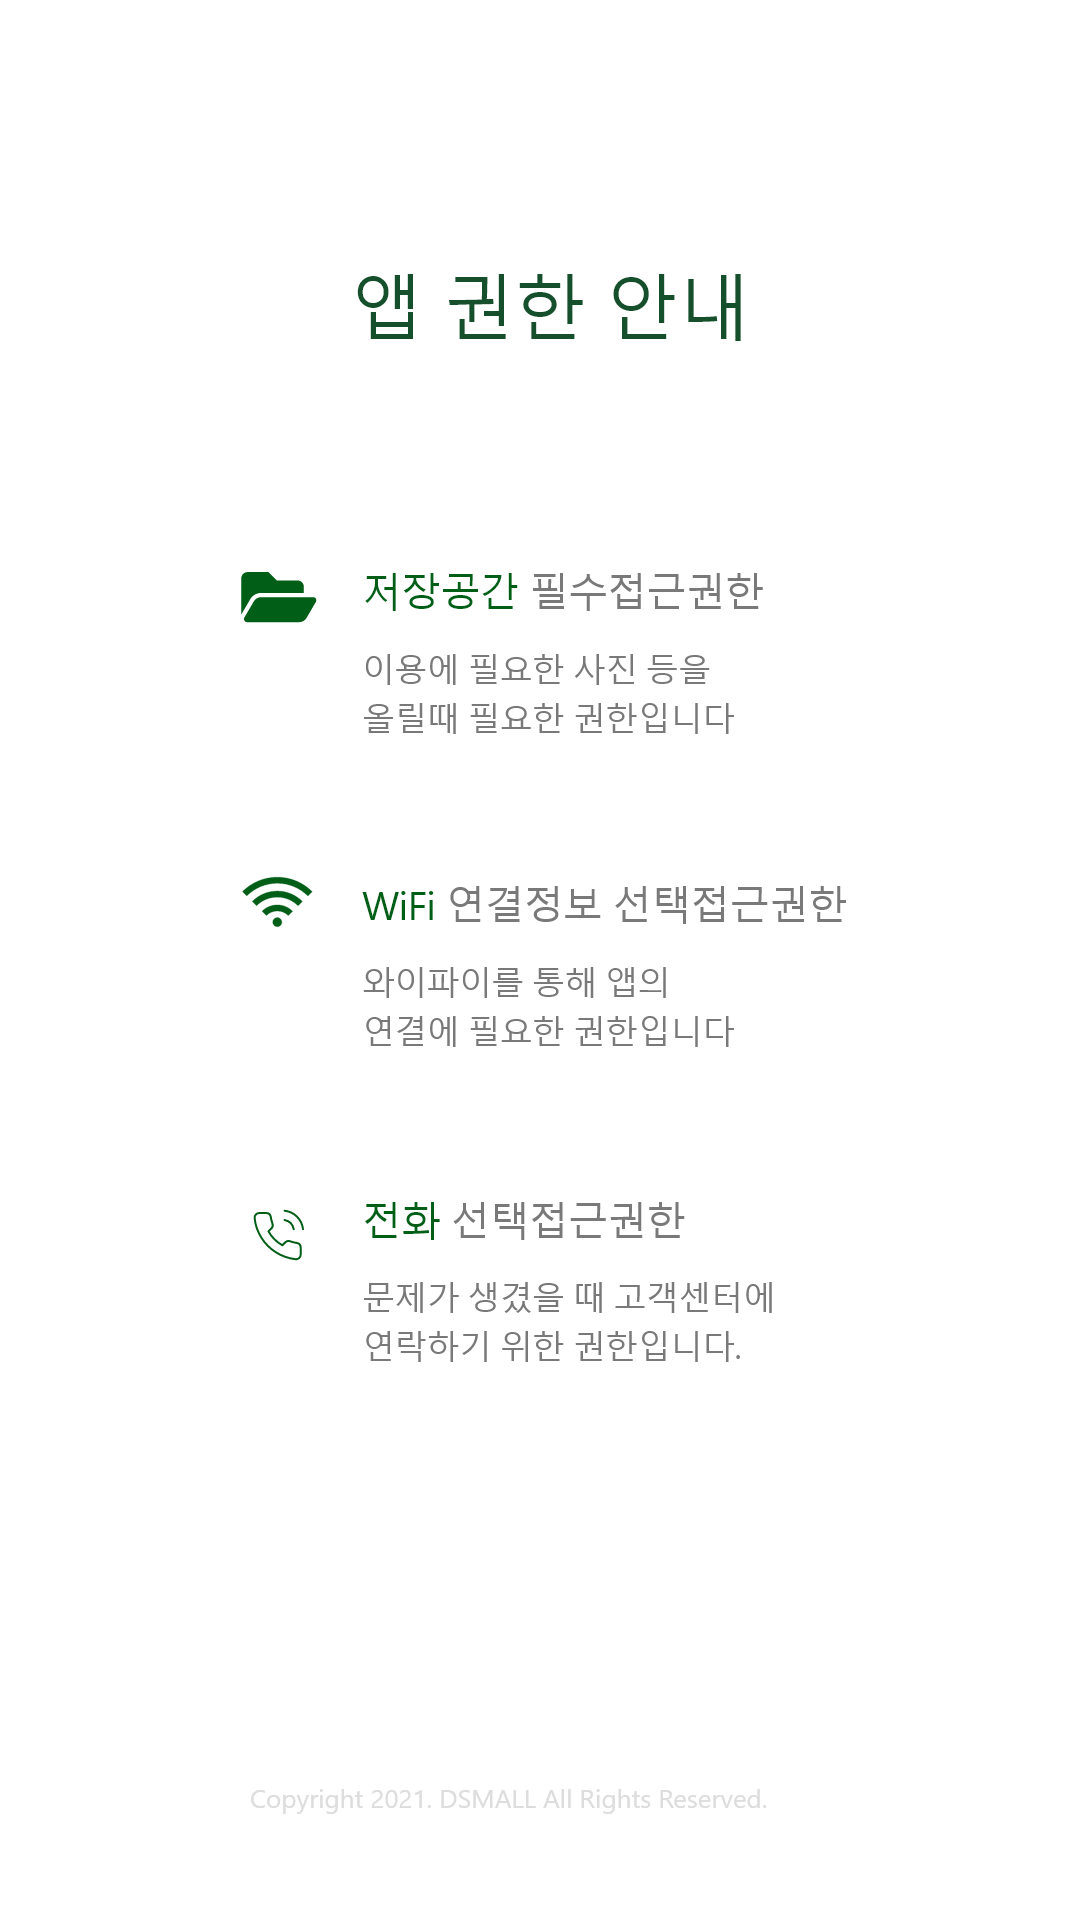 앱 권한 안내
저장공간 필수접근권한
이용에 필요한 사진 등을
올릴때 필요한 권한입니다
WiFi 연결정보 선택접근권한
와이파이를 통해 앱의
연결에 필요한 권한입니다
전화 선택접근권한
문제가 생겼을 때 고객센터에
연락하기 위한 권한입니다.
Copyright 2021. DSMALL All Rights Reserved.